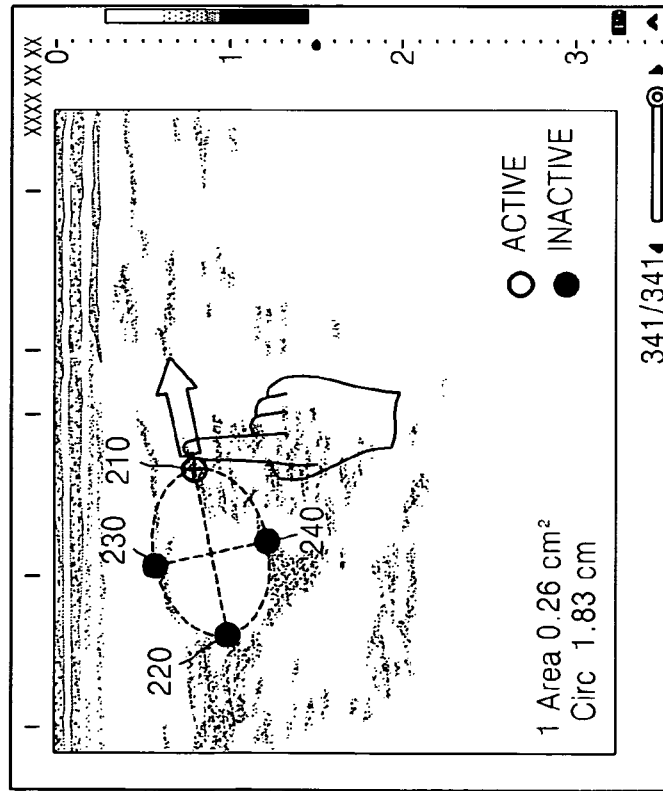 XXXX XX XX
0
1
2
3
210
230
220
240
ACTIVE
INACTIVE
1 Area 0.26 cm²
Circ 1.83 cm
341/341